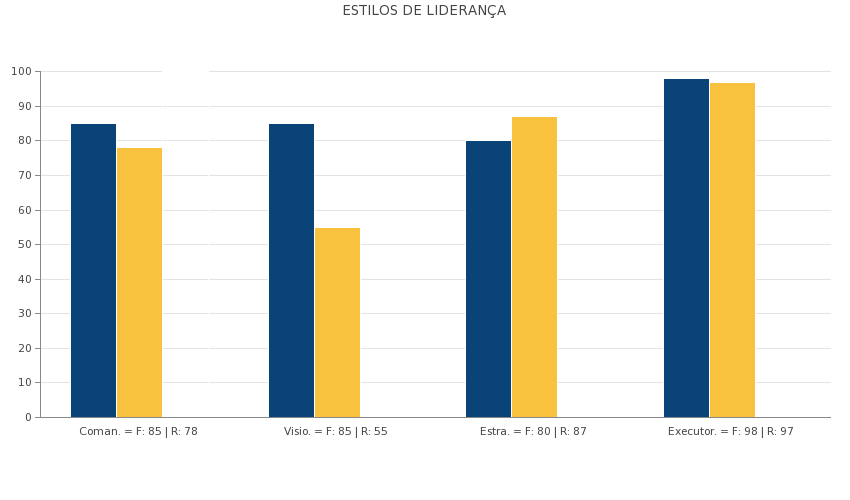 ESTILOS DE LIDERANÇA
100
90
80
70
60
50
40
30
20
10
0
Coman. = F: 85 | R: 78
Visio. = F: 85 | R: 55
Estra. = F: 80 | R: 87
Executor. = F: 98 | R: 97